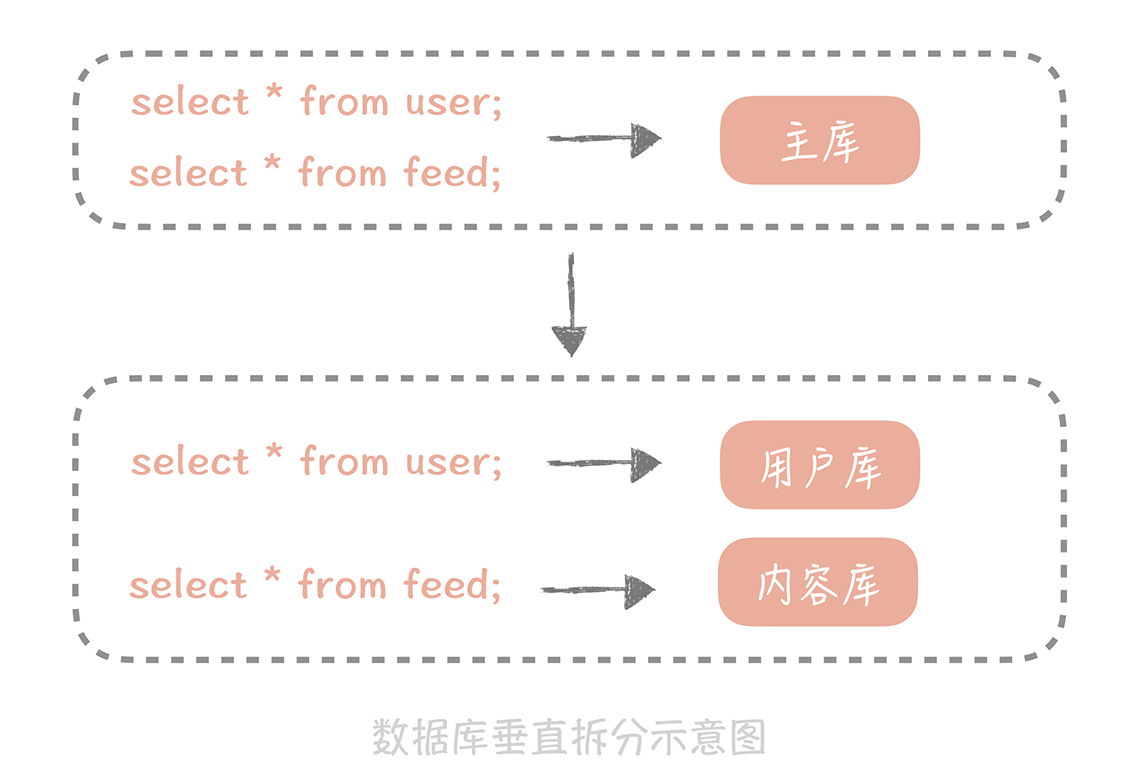 select * from user;
select * from feed;
主库
select * from user;
用户库
select * from feed;
内容库
数据库垂直拆分示意图